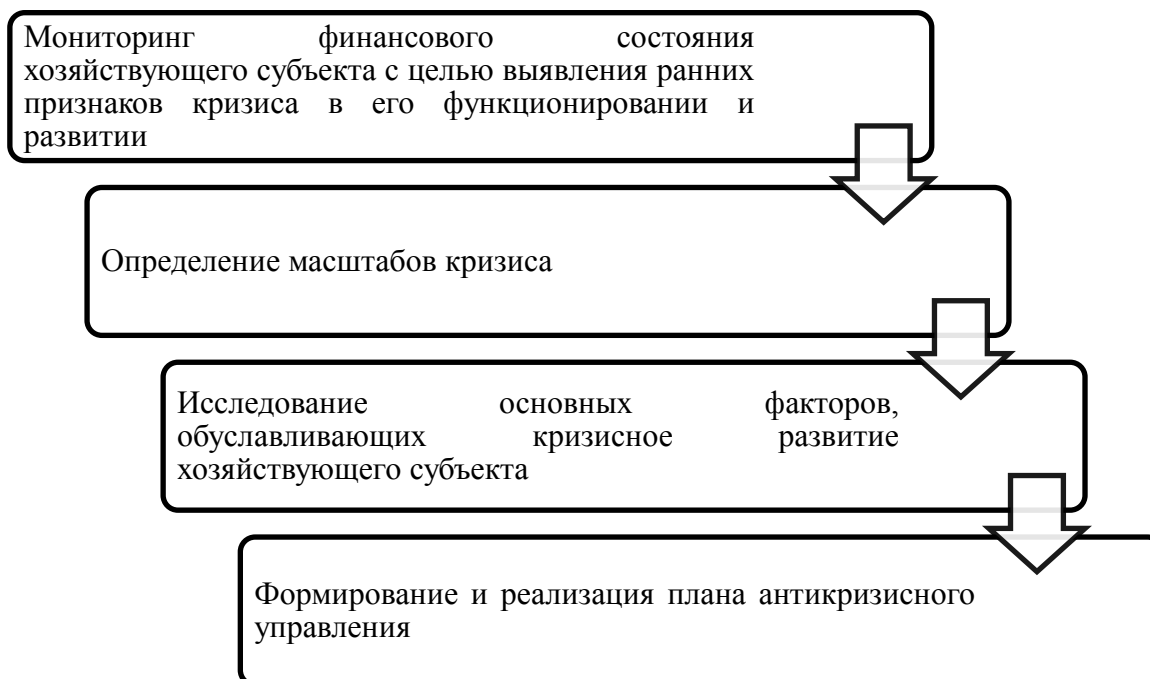 Мониторинг финансового состояния
хозяйствующего субъекта с целью выявления ранних
признаков кризиса в его функционировании и
развитии
Определение масштабов кризиса
Исследование основных факторов,
обуславливающих кризисное развитие
хозяйствующего субъекта
Формирование и реализация плана антикризисного
управления